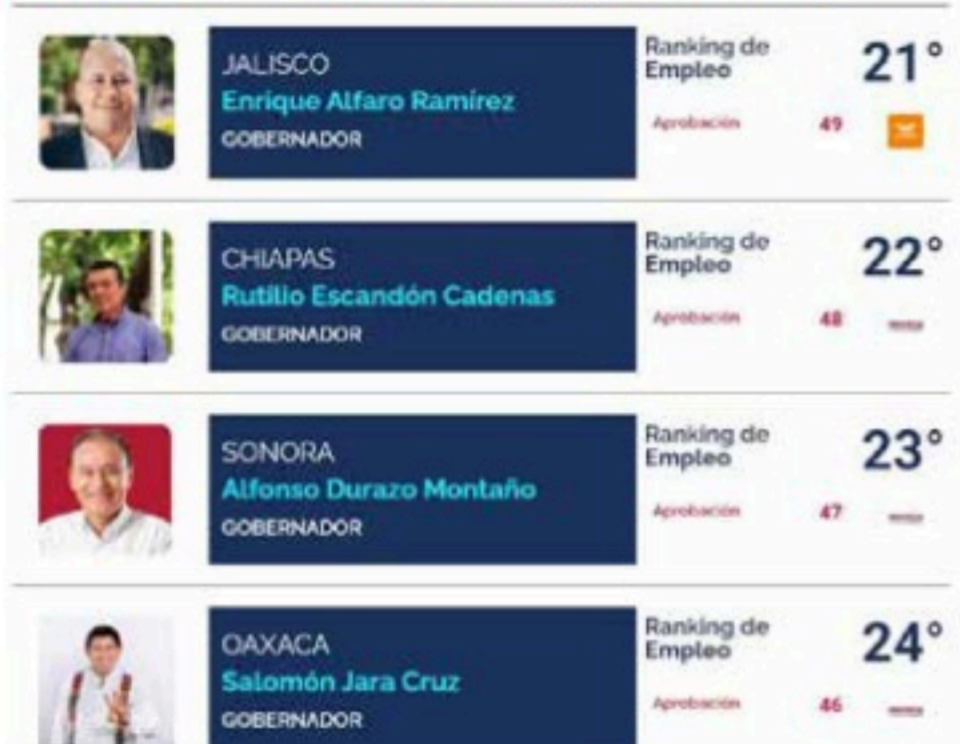 JALISCO
Enrique Alfaro Ramírez
GOBERNADOR
Ranking de
Empleo
21°
Aprobación 49
CHIAPAS
Rutilio Escandón Cadenas
GOBERNADOR
Ranking de
Empleo
22°
Aprobación 48
SONORA
Alfonso Durazo Montaño
GOBERNADOR
Ranking de
Empleo
23°
Aprobación 47
OAXACA
Salomón Jara Cruz
GOBERNADOR
Ranking de
Empleo
24°
Aprobación 46